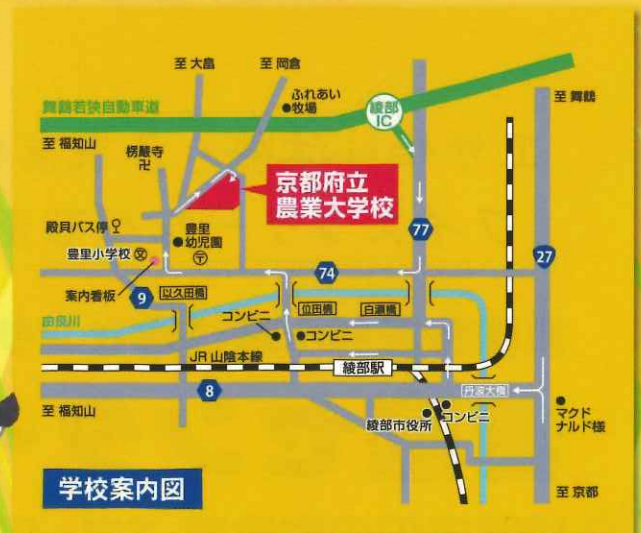 至 大畠
至 岡倉
ふれあい
牧場
綾部
IC
至 舞鶴
舞鶴若狭自動車道
至 福知山
楞厳寺
卍
京都府立
農業大学校
殿貝バス停
豊里
幼児園
〒
豊里小学校 文
77
27
74
案内看板
9
以久田橋
位田橋
白瀬橋
由良川
コンビニ
コンビニ
JR 山陰本線
綾部駅
8
丹波大橋
至 福知山
綾部市役所
コンビニ
マクド
ナルド様
学校案内図
至 京都